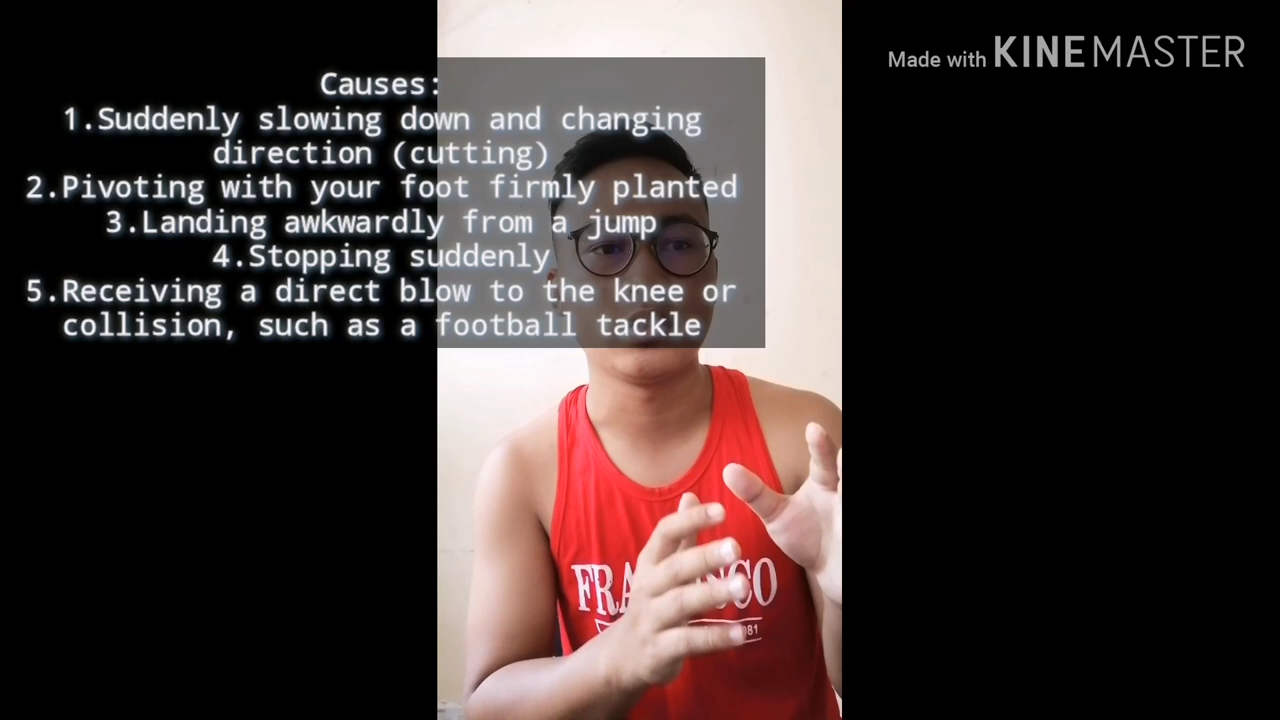 Made with KINEMASTER
Causes:
1.Suddenly slowing down and changing
direction (cutting)
2.Pivoting with your foot firmly planted
3.Landing awkwardly from a jump
4.Stopping suddenly
5.Receiving a direct blow to the knee or
collision, such as a football tackle